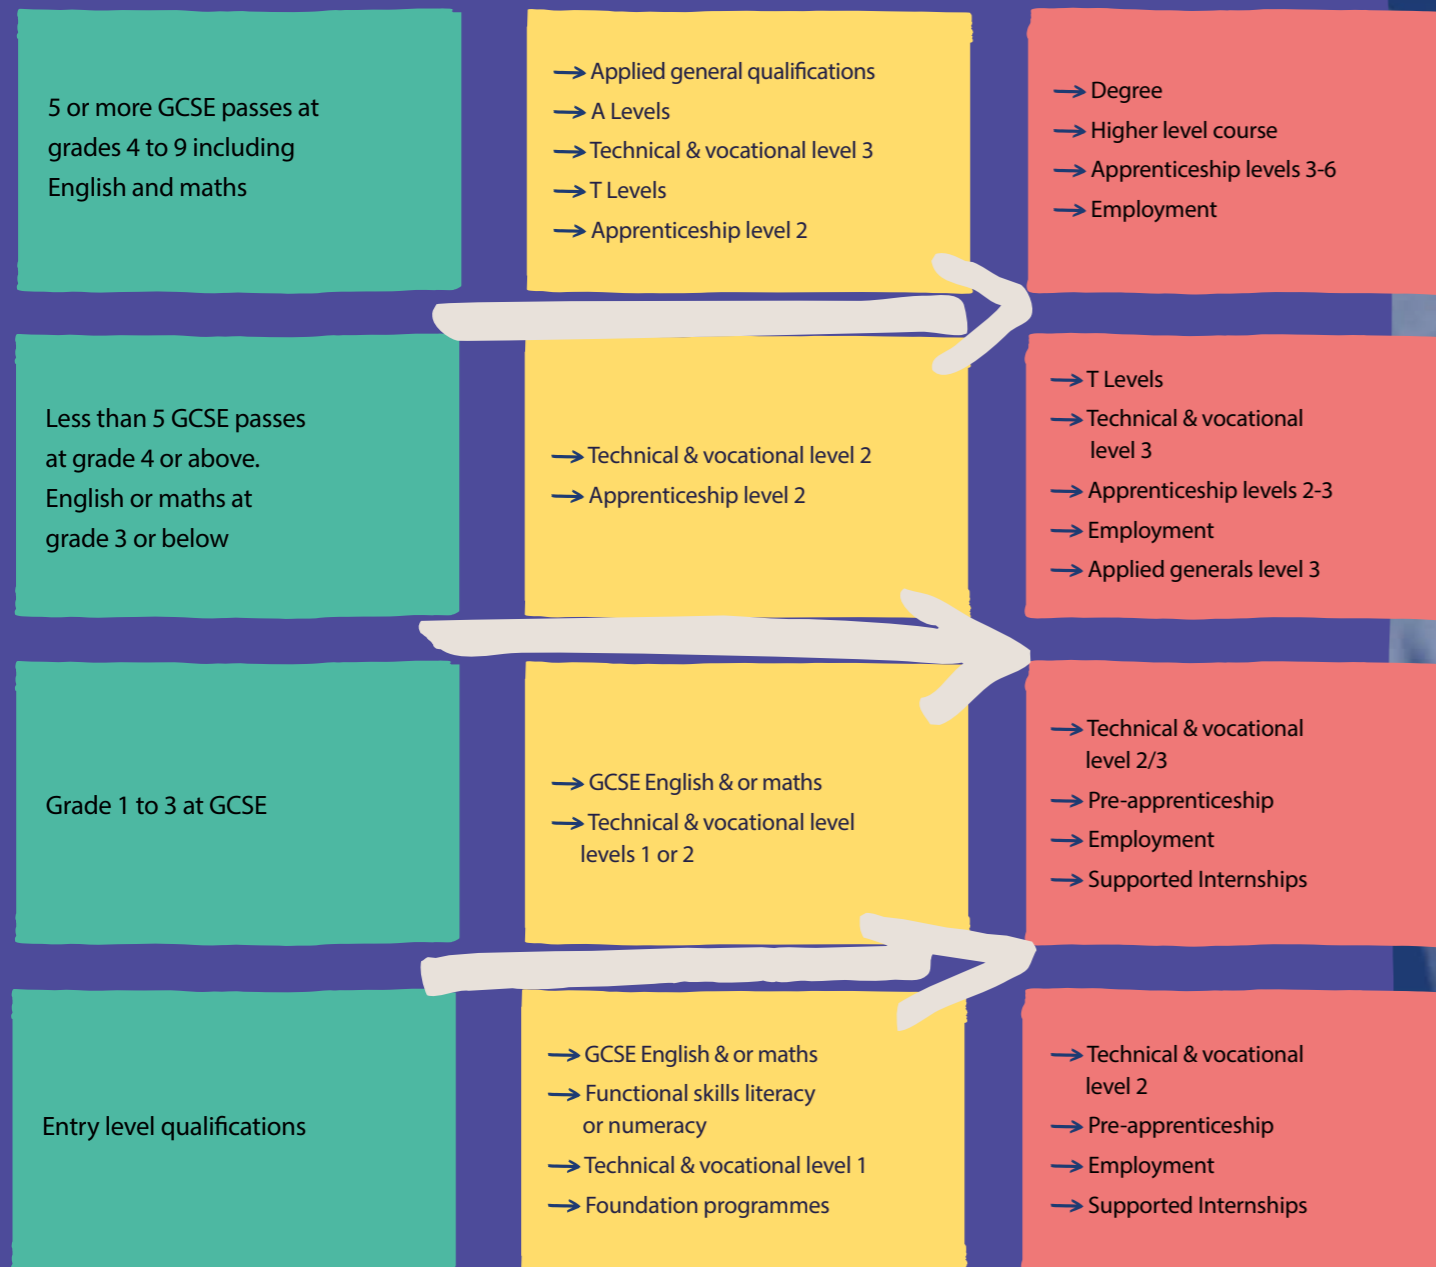 5 or more GCSE passes at
grades 4 to 9 including
English and maths
→ Applied general qualifications
→ A Levels
→ Technical & vocational level 3
→ T Levels
→ Apprenticeship level 2
→ Degree
→ Higher level course
→ Apprenticeship levels 3-6
→ Employment
Less than 5 GCSE passes
at grade 4 or above.
English or maths at
grade 3 or below
→ Technical & vocational level 2
→ Apprenticeship level 2
→ T Levels
→ Technical & vocational
level 3
→ Apprenticeship levels 2-3
→ Employment
→ Applied generals level 3
Grade 1 to 3 at GCSE
→ GCSE English & or maths
→ Technical & vocational level
levels 1 or 2
→ Technical & vocational
level 2/3
→ Pre-apprenticeship
→ Employment
→ Supported Internships
Entry level qualifications
→ GCSE English & or maths
→ Functional skills literacy
or numeracy
→ Technical & vocational level 1
→ Foundation programmes
→ Technical & vocational
level 2
→ Pre-apprenticeship
→ Employment
→ Supported Internships